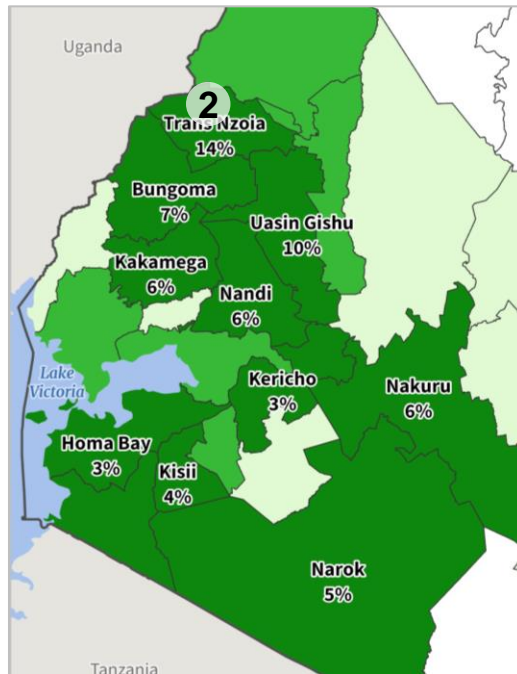 Uganda
2
Trans Nzoia
14%
Bungoma
7%
Uasin Gishu
10%
Kakamega
6%
Nandi
6%
Lake
Victoria
Kericho
3%
Nakuru
6%
Homa Bay
3%
Kisii
4%
Narok
5%
Tanzania